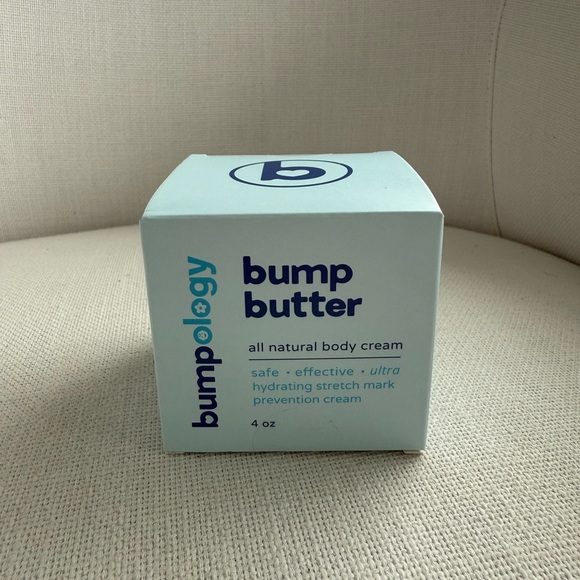 b
bumpology
bump
butter
all natural body cream
safe • effective • ultra
hydrating stretch mark
prevention cream
4 oz